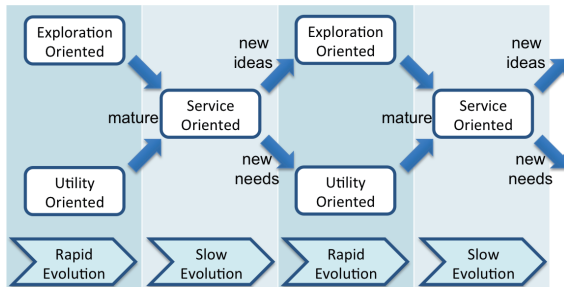 Exploration
Oriented
new
ideas
Exploration
Oriented
new
ideas
mature
Service
Oriented
mature
Service
Oriented
Utility
Oriented
new
needs
Utility
Oriented
new
needs
Rapid
Evolution
Slow
Evolution
Rapid
Evolution
Slow
Evolution